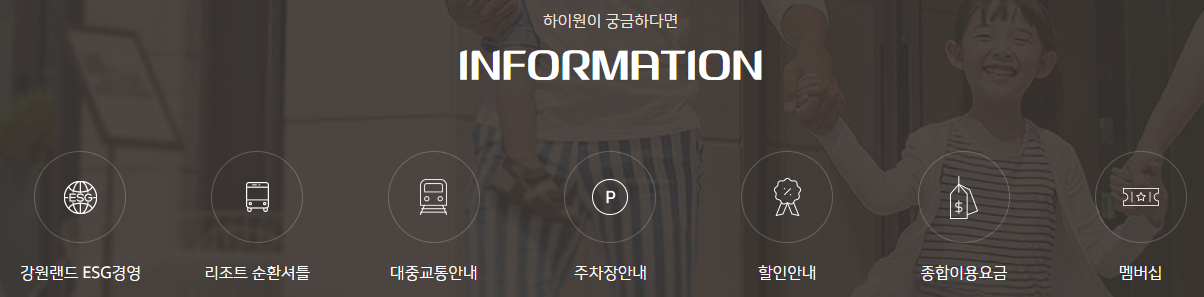 하이원이 궁금하다면
INFORMATION
ESG
P
%
$
강원랜드 ESG경영
리조트 순환셔틀
대중교통안내
주차장안내
할인안내
종합이용요금
멤버십